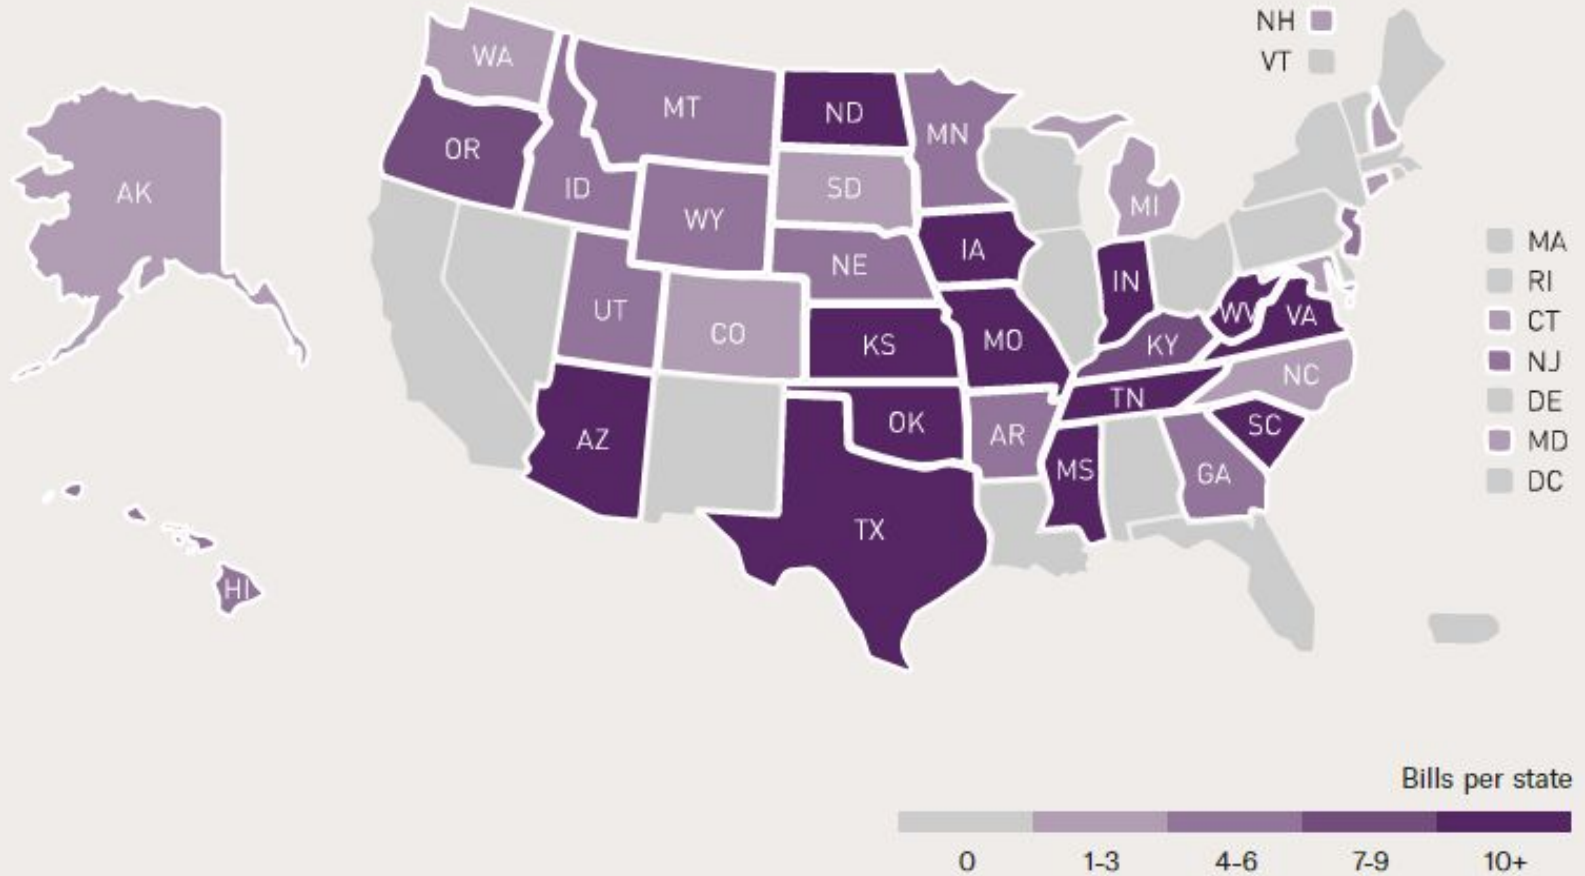 NH
VT
WA
MT
ND
MN
OR
ID
SD
AK
WY
MI
IA
NE
IN
UT
CO
KS
MO
KY
WV
VA
NC
TN
AZ
OK
AR
SC
MS
GA
TX
HI
MA
RI
CT
NJ
DE
MD
DC
Bills per state
0 1-3 4-6 7-9 10+